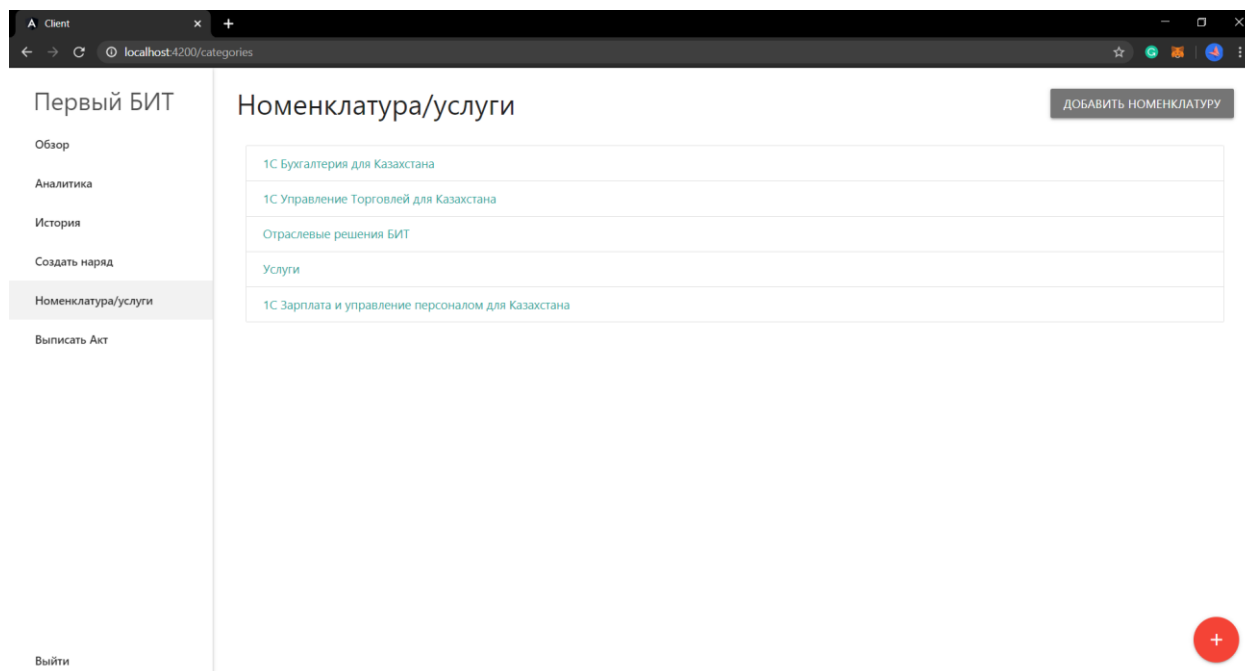 Client
localhost:4200/categories
Первый БИТ
Обзор
Аналитика
История
Создать наряд
Номенклатура/услуги
Выписать Акт
Выйти
Номенклатура/услуги
ДОБАВИТЬ НОМЕНКЛАТУРУ
1С Бухгалтерия для Казахстана
1С Управление Торговлей для Казахстана
Отраслевые решения БИТ
Услуги
1С Зарплата и управление персоналом для Казахстана